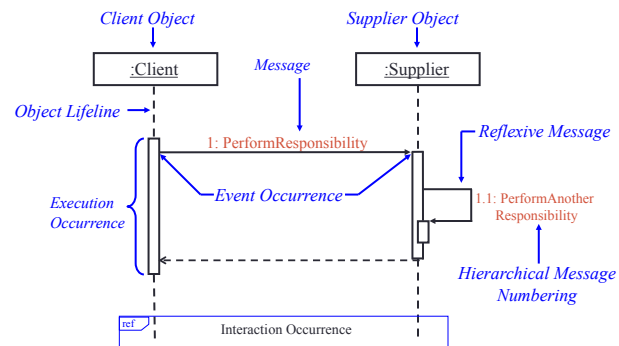 Client Object
Supplier Object
:Client
Message
:Supplier
Object Lifeline
1: PerformResponsibility
Reflexive Message
Execution
Occurrence
Event Occurrence
1.1: PerformAnother
Responsibility
Hierarchical Message
Numbering
ref
Interaction Occurrence